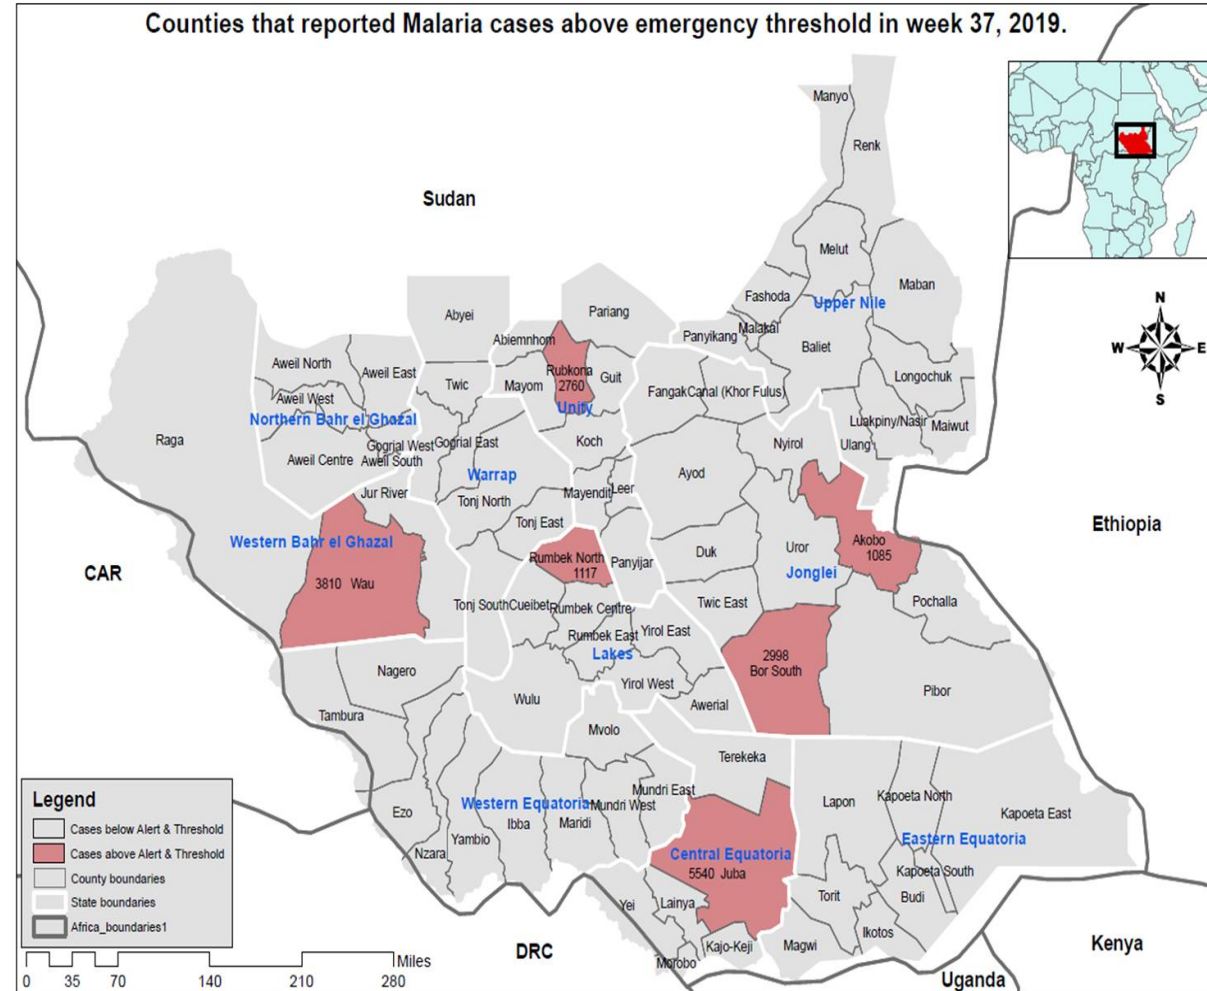 Counties that reported Malaria cases above emergency threshold in week 37, 2019.
Manyo
Renk
Sudan
Melut
Maban
Fashoda
Upper Nile
Abyei
Pariang
Panyikang
Malakal
Baliet
Abiemnhom
Aweil North
Aweil East
Twic
Mayom
Rubkona
2760
Guit
Longochuk
Fangak
Canal (Khor Fulus)
Aweil West
Unity
Northern Bahr el Ghazal
Luakpiny/Nasir
Maiwut
Raga
Gogrial West
Gogrial East
Koch
Nyirol
Ulang
Aweil Centre
Aweil South
Warrap
Ayod
Jur River
Tonj North
Mayendit
Leer
Tonj East
Ethiopia
Western Bahr el Ghazal
Akobo
1085
Duk
Uror
Rumbek North
1117
Panyijar
CAR
Jonglei
3810 Wau
Pochalla
Tonj South
Cueibet
Rumbek Centre
Twic East
Rumbek East
Yirol East
Lakes
2998
Bor South
Nagero
Yirol West
Pibor
Wulu
Awerial
Tambura
Mvolo
Terekeka
Mundri East
Lapon
Kapoeta North
Western Equatoria
Mundri West
Kapoeta East
Ezo
Ibba
Maridi
Yambio
Eastern Equatoria
Nzara
Central Equatoria
5540 Juba
Kapoeta South
Torit
Budi
Yei
Lainya
Ikotos
Kajo-Keji
Magwi
Morobo
DRC
Kenya
Uganda
N
W
E
S
Legend
Cases below Alert & Threshold
Cases above Alert & Threshold
County boundaries
State boundaries
Africa_boundaries1
Miles
0 35 70 140 210 280